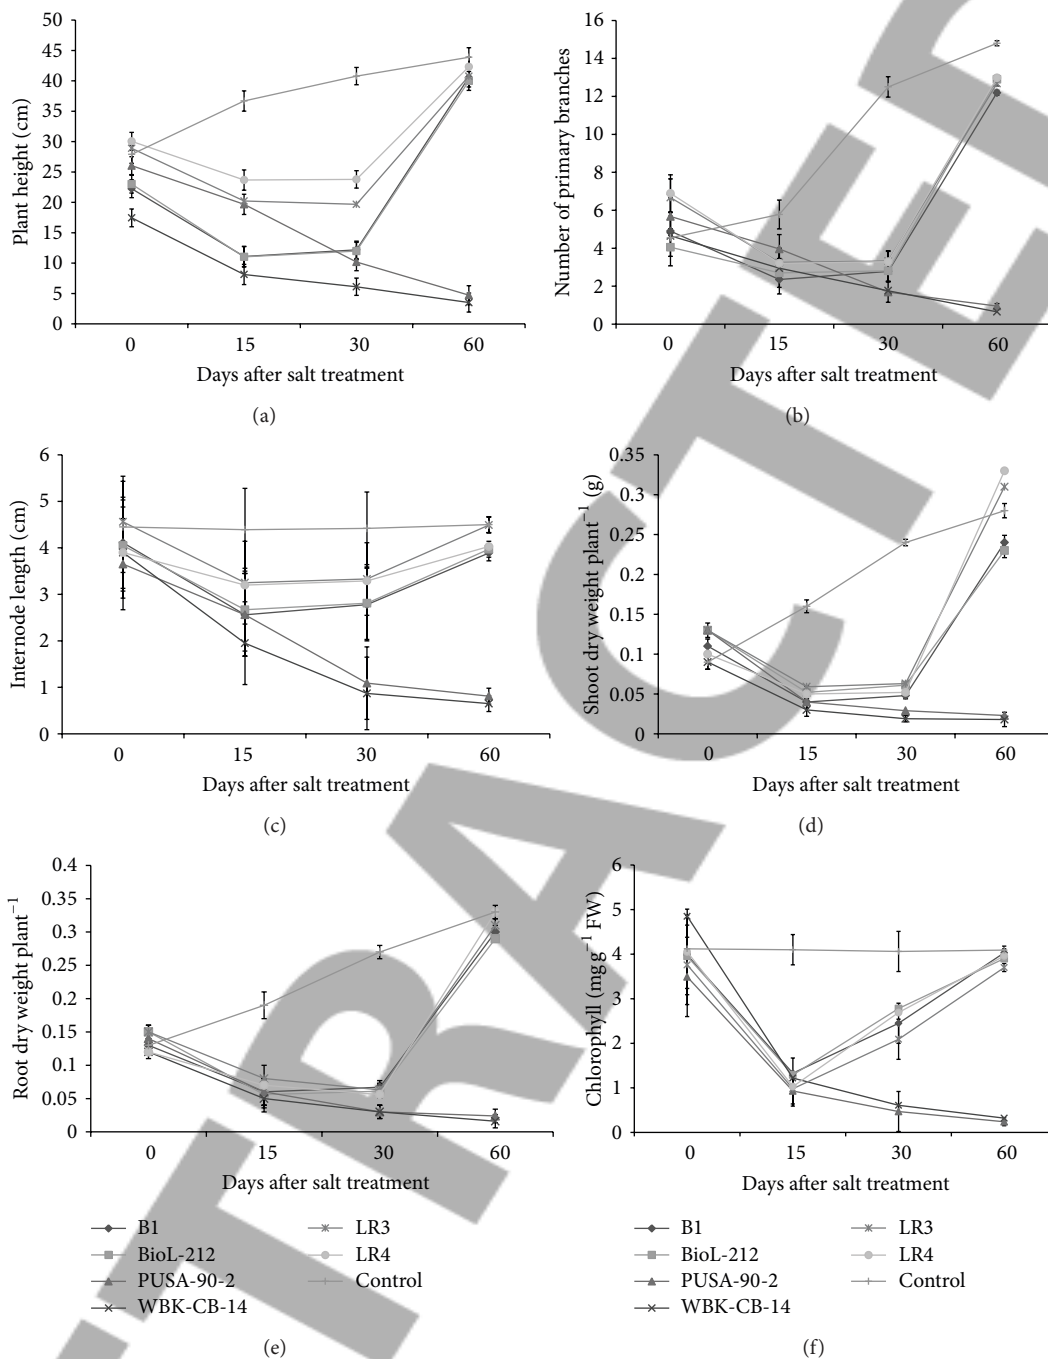 50
45
40
35
30
25
20
15
10
5
0
Plant height (cm)
0 15 30 60
Days after salt treatment
(a)
16
14
12
10
8
6
4
2
0
Number of primary branches
0 15 30 60
Days after salt treatment
(b)
6
5
4
3
2
1
0
Internode length (cm)
0 15 30 60
Days after salt treatment
(c)
0.35
0.3
0.25
0.2
0.15
0.1
0.05
0
Shoot dry weight plant⁻¹ (g)
0 15 30 60
Days after salt treatment
(d)
0.4
0.35
0.3
0.25
0.2
0.15
0.1
0.05
0
Root dry weight plant⁻¹
0 15 30 60
Days after salt treatment
B1
BioL-212
PUSA-90-2
WBK-CB-14
LR3
LR4
Control
(e)
6
5
4
3
2
1
0
Chlorophyll (mg g⁻¹ FW)
0 15 30 60
Days after salt treatment
B1
BioL-212
PUSA-90-2
WBK-CB-14
LR3
LR4
Control
(f)